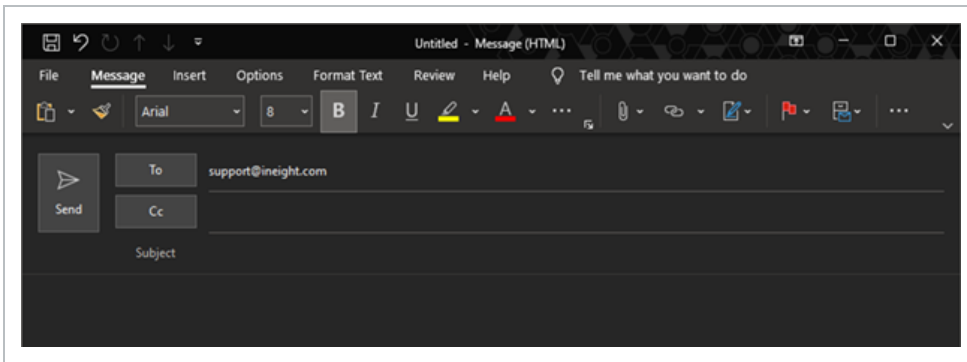 Untitled - Message (HTML)
File Message Insert Options Format Text Review Help Tell me what you want to do
Arial 8 B I U A
To support@ineight.com
Send Cc
Subject